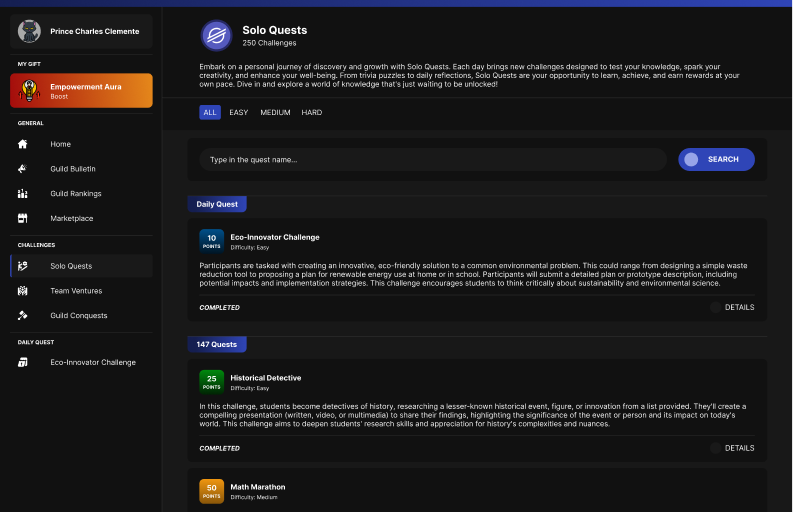 Prince Charles Clemente
MY GIFT
Empowerment Aura
Boost
GENERAL
Home
Guild Bulletin
Guild Rankings
Marketplace
CHALLENGES
Solo Quests
Team Ventures
Guild Conquests
DAILY QUEST
Eco-Innovator Challenge
Solo Quests
250 Challenges
Embark on a personal journey of discovery and growth with Solo Quests. Each day brings new challenges designed to test your knowledge, spark your
creativity, and enhance your well-being. From trivia puzzles to daily reflections, Solo Quests are your opportunity to learn, achieve, and earn rewards at your
own pace. Dive in and explore a world of knowledge that's just waiting to be unlocked!
ALL EASY MEDIUM HARD
Type in the quest name...
SEARCH
Daily Quest
10
POINTS
Eco-Innovator Challenge
Difficulty: Easy
Participants are tasked with creating an innovative, eco-friendly solution to a common environmental problem. This could range from designing a simple waste
reduction tool to proposing a plan for renewable energy use at home or in school. Participants will submit a detailed plan or prototype description, including
potential impacts and implementation strategies. This challenge encourages students to think critically about sustainability and environmental science.
COMPLETED
DETAILS
147 Quests
25
POINTS
Historical Detective
Difficulty: Easy
In this challenge, students become detectives of history, researching a lesser-known historical event, figure, or innovation from a list provided. They'll create a
compelling presentation (written, video, or multimedia) to share their findings, highlighting the significance of the event or person and its impact on today's
world. This challenge aims to deepen students' research skills and appreciation for history's complexities and nuances.
COMPLETED
DETAILS
50
POINTS
Math Marathon
Difficulty: Medium